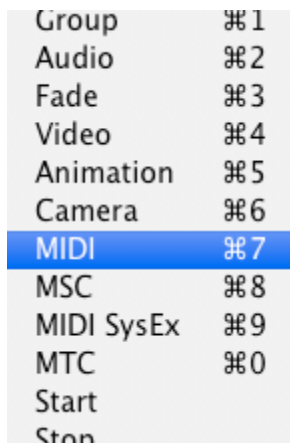 Group ⌘1
Audio ⌘2
Fade ⌘3
Video ⌘4
Animation ⌘5
Camera ⌘6
MIDI ⌘7
MSC ⌘8
MIDI SysEx ⌘9
MTC ⌘0
Start
Stop